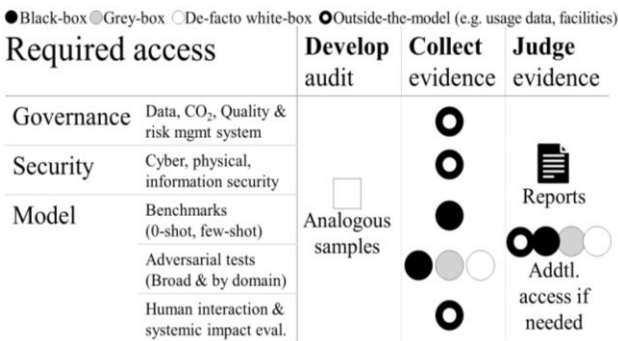 Black-box Grey-box De-facto white-box Outside-the-model (e.g. usage data, facilities)
Required access
Develop audit
Collect evidence
Judge evidence
Governance
Data, CO₂, Quality &
risk mgmt system
Security
Cyber, physical,
information security
Model
Benchmarks
(0-shot, few-shot)
Adversarial tests
(Broad & by domain)
Human interaction &
systemic impact eval.
Analogous
samples
Reports
Addtl.
access if
needed